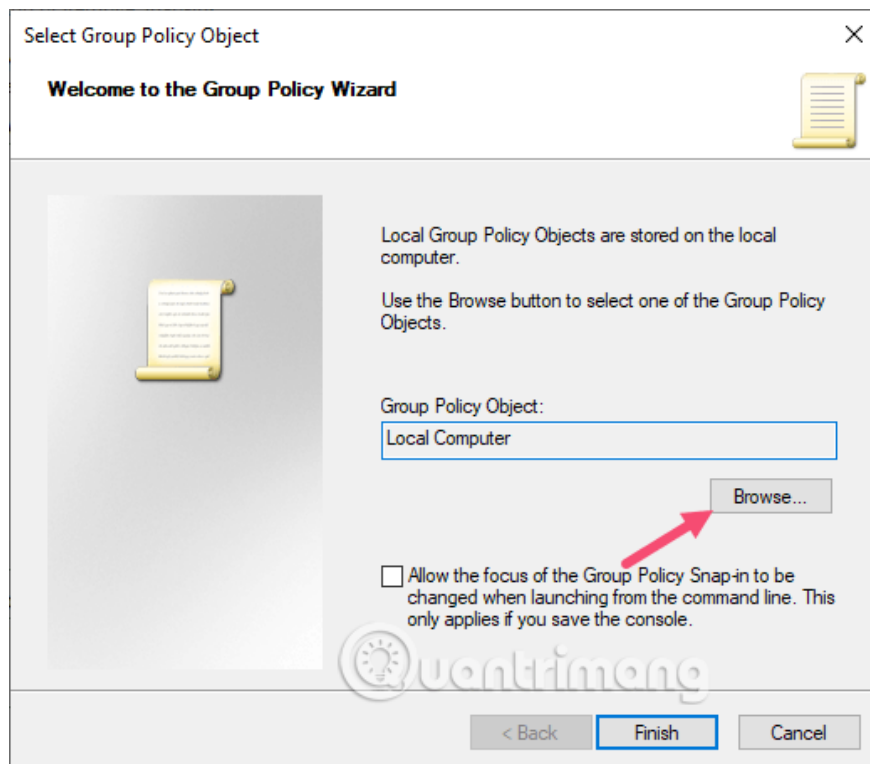 Select Group Policy Object
Welcome to the Group Policy Wizard
Local Group Policy Objects are stored on the local
computer.
Use the Browse button to select one of the Group Policy
Objects.
Group Policy Object:
Local Computer
Browse...
Allow the focus of the Group Policy Snap-in to be
changed when launching from the command line. This
only applies if you save the console.
Quantrimang
< Back
Finish
Cancel